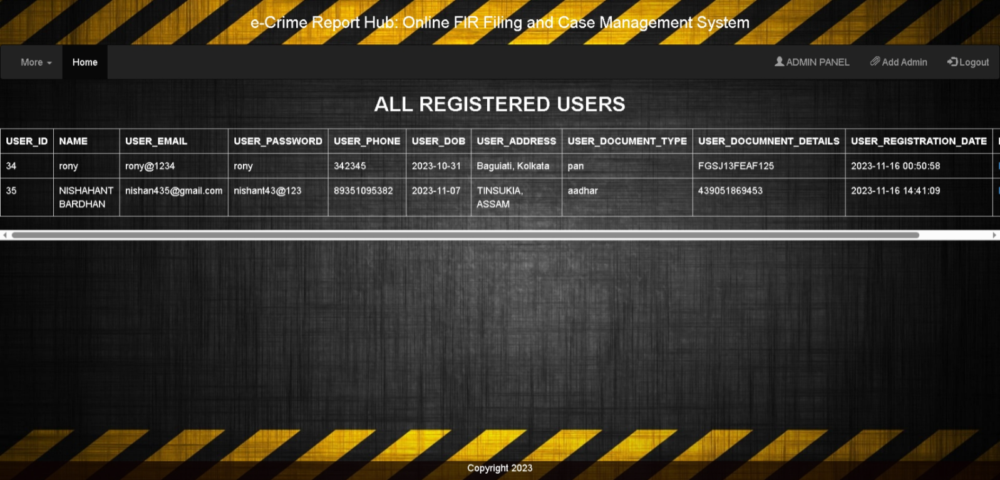 e-Crime Report Hub: Online FIR Filing and Case Management System
More Home ADMIN PANEL Add Admin Logout
ALL REGISTERED USERS
USER_ID NAME USER_EMAIL USER_PASSWORD USER_PHONE USER_DOB USER_ADDRESS USER_DOCUMENT_TYPE USER_DOCUMNENT_DETAILS USER_REGISTRATION_DATE
34 rony rony@1234 rony 342345 2023-10-31 Baguiati, Kolkata pan FGSJ13FEAF125 2023-11-16 00:50:58
35 NISHAHANT nishan435@gmail.com nishant43@123 89351095382 2023-11-07 TINSUKIA, aadhar 439051869453 2023-11-16 14:41:09
BARDHAN ASSAM
Copyright 2023